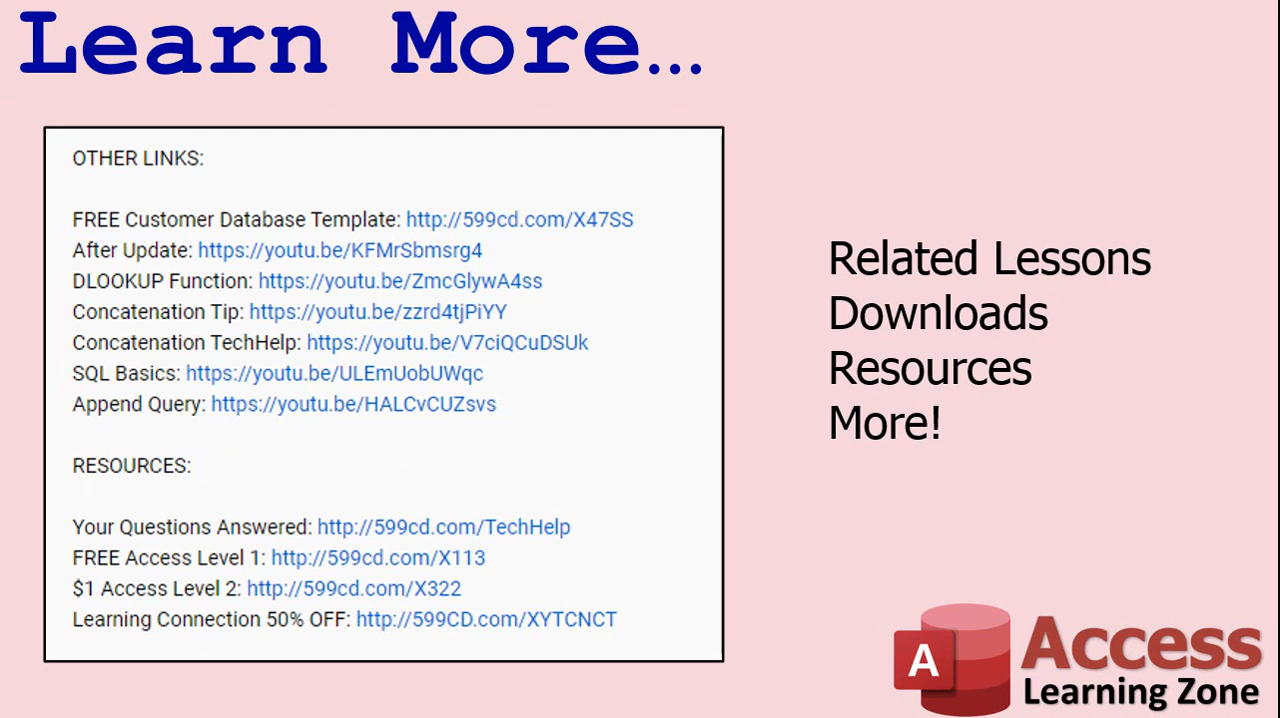 Learn More...
OTHER LINKS:
FREE Customer Database Template: http://599cd.com/X47SS
After Update: https://youtu.be/KFMrSbmsrg4
DLOOKUP Function: https://youtu.be/ZmcGlywA4ss
Concatenation Tip: https://youtu.be/zzrd4tjPiYY
Concatenation TechHelp: https://youtu.be/V7ciQCuDSUk
SQL Basics: https://youtu.be/ULEmUobUWqc
Append Query: https://youtu.be/HALCvCUZsvs
RESOURCES:
Your Questions Answered: http://599cd.com/TechHelp
FREE Access Level 1: http://599cd.com/X113
$1 Access Level 2: http://599cd.com/X322
Learning Connection 50% OFF: http://599CD.com/XYTCNCT
Related Lessons
Downloads
Resources
More!
A
Access
Learning Zone